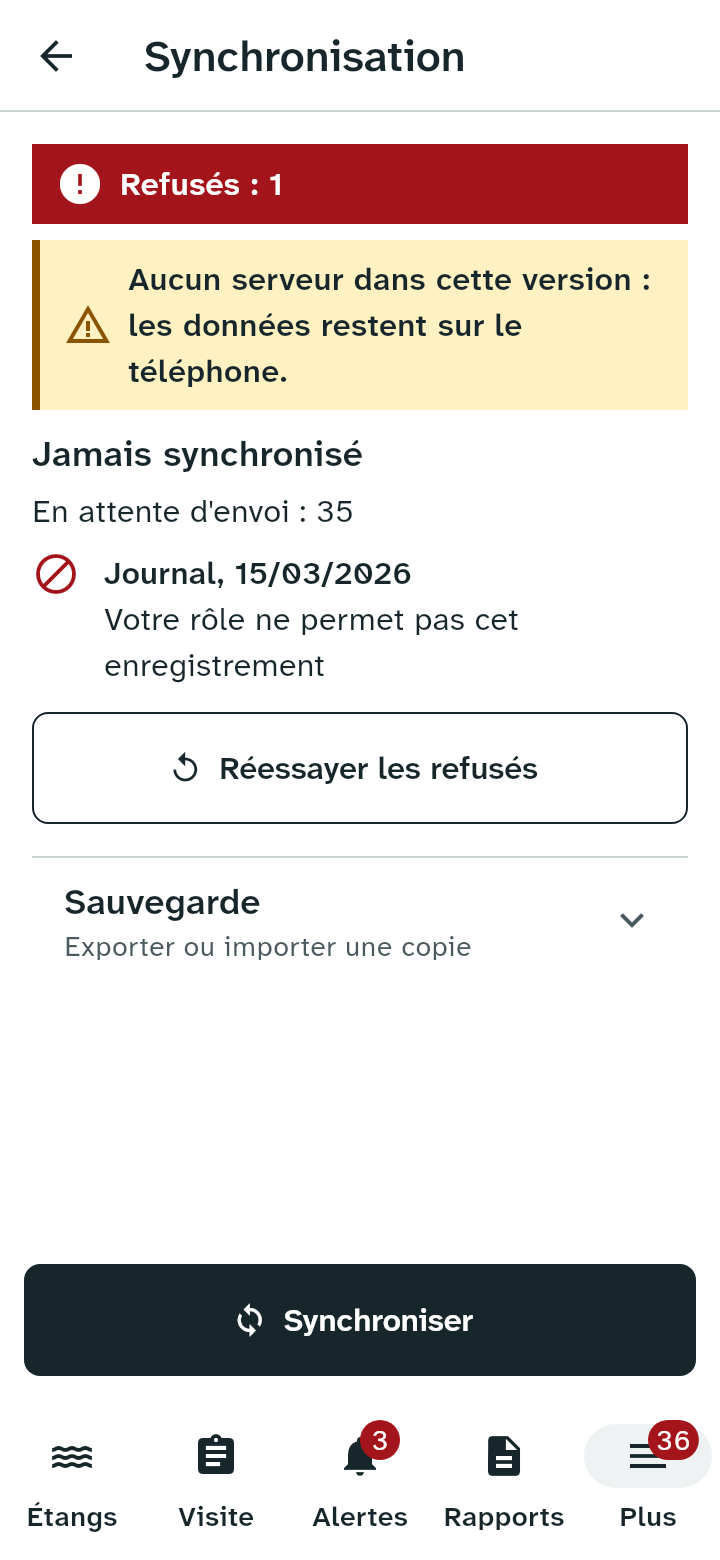 Synchronisation
Refusés : 1
Aucun serveur dans cette version :
les données restent sur le
téléphone.
Jamais synchronisé
En attente d'envoi : 35
Journal, 15/03/2026
Votre rôle ne permet pas cet
enregistrement
Réessayer les refusés
Sauvegarde
Exporter ou importer une copie
Synchroniser
3
36
Étangs
Visite
Alertes
Rapports
Plus